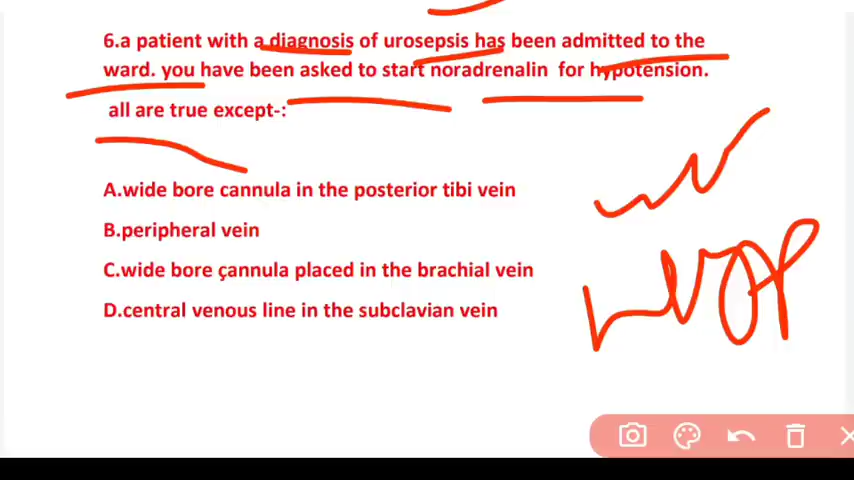 6.a patient with a diagnosis of urosepsis has been admitted to the
ward. you have been asked to start noradrenalin for hypotension.
all are true except-:
A.wide bore cannula in the posterior tibi vein
B.peripheral vein
C.wide bore çannula placed in the brachial vein
D.central venous line in the subclavian vein